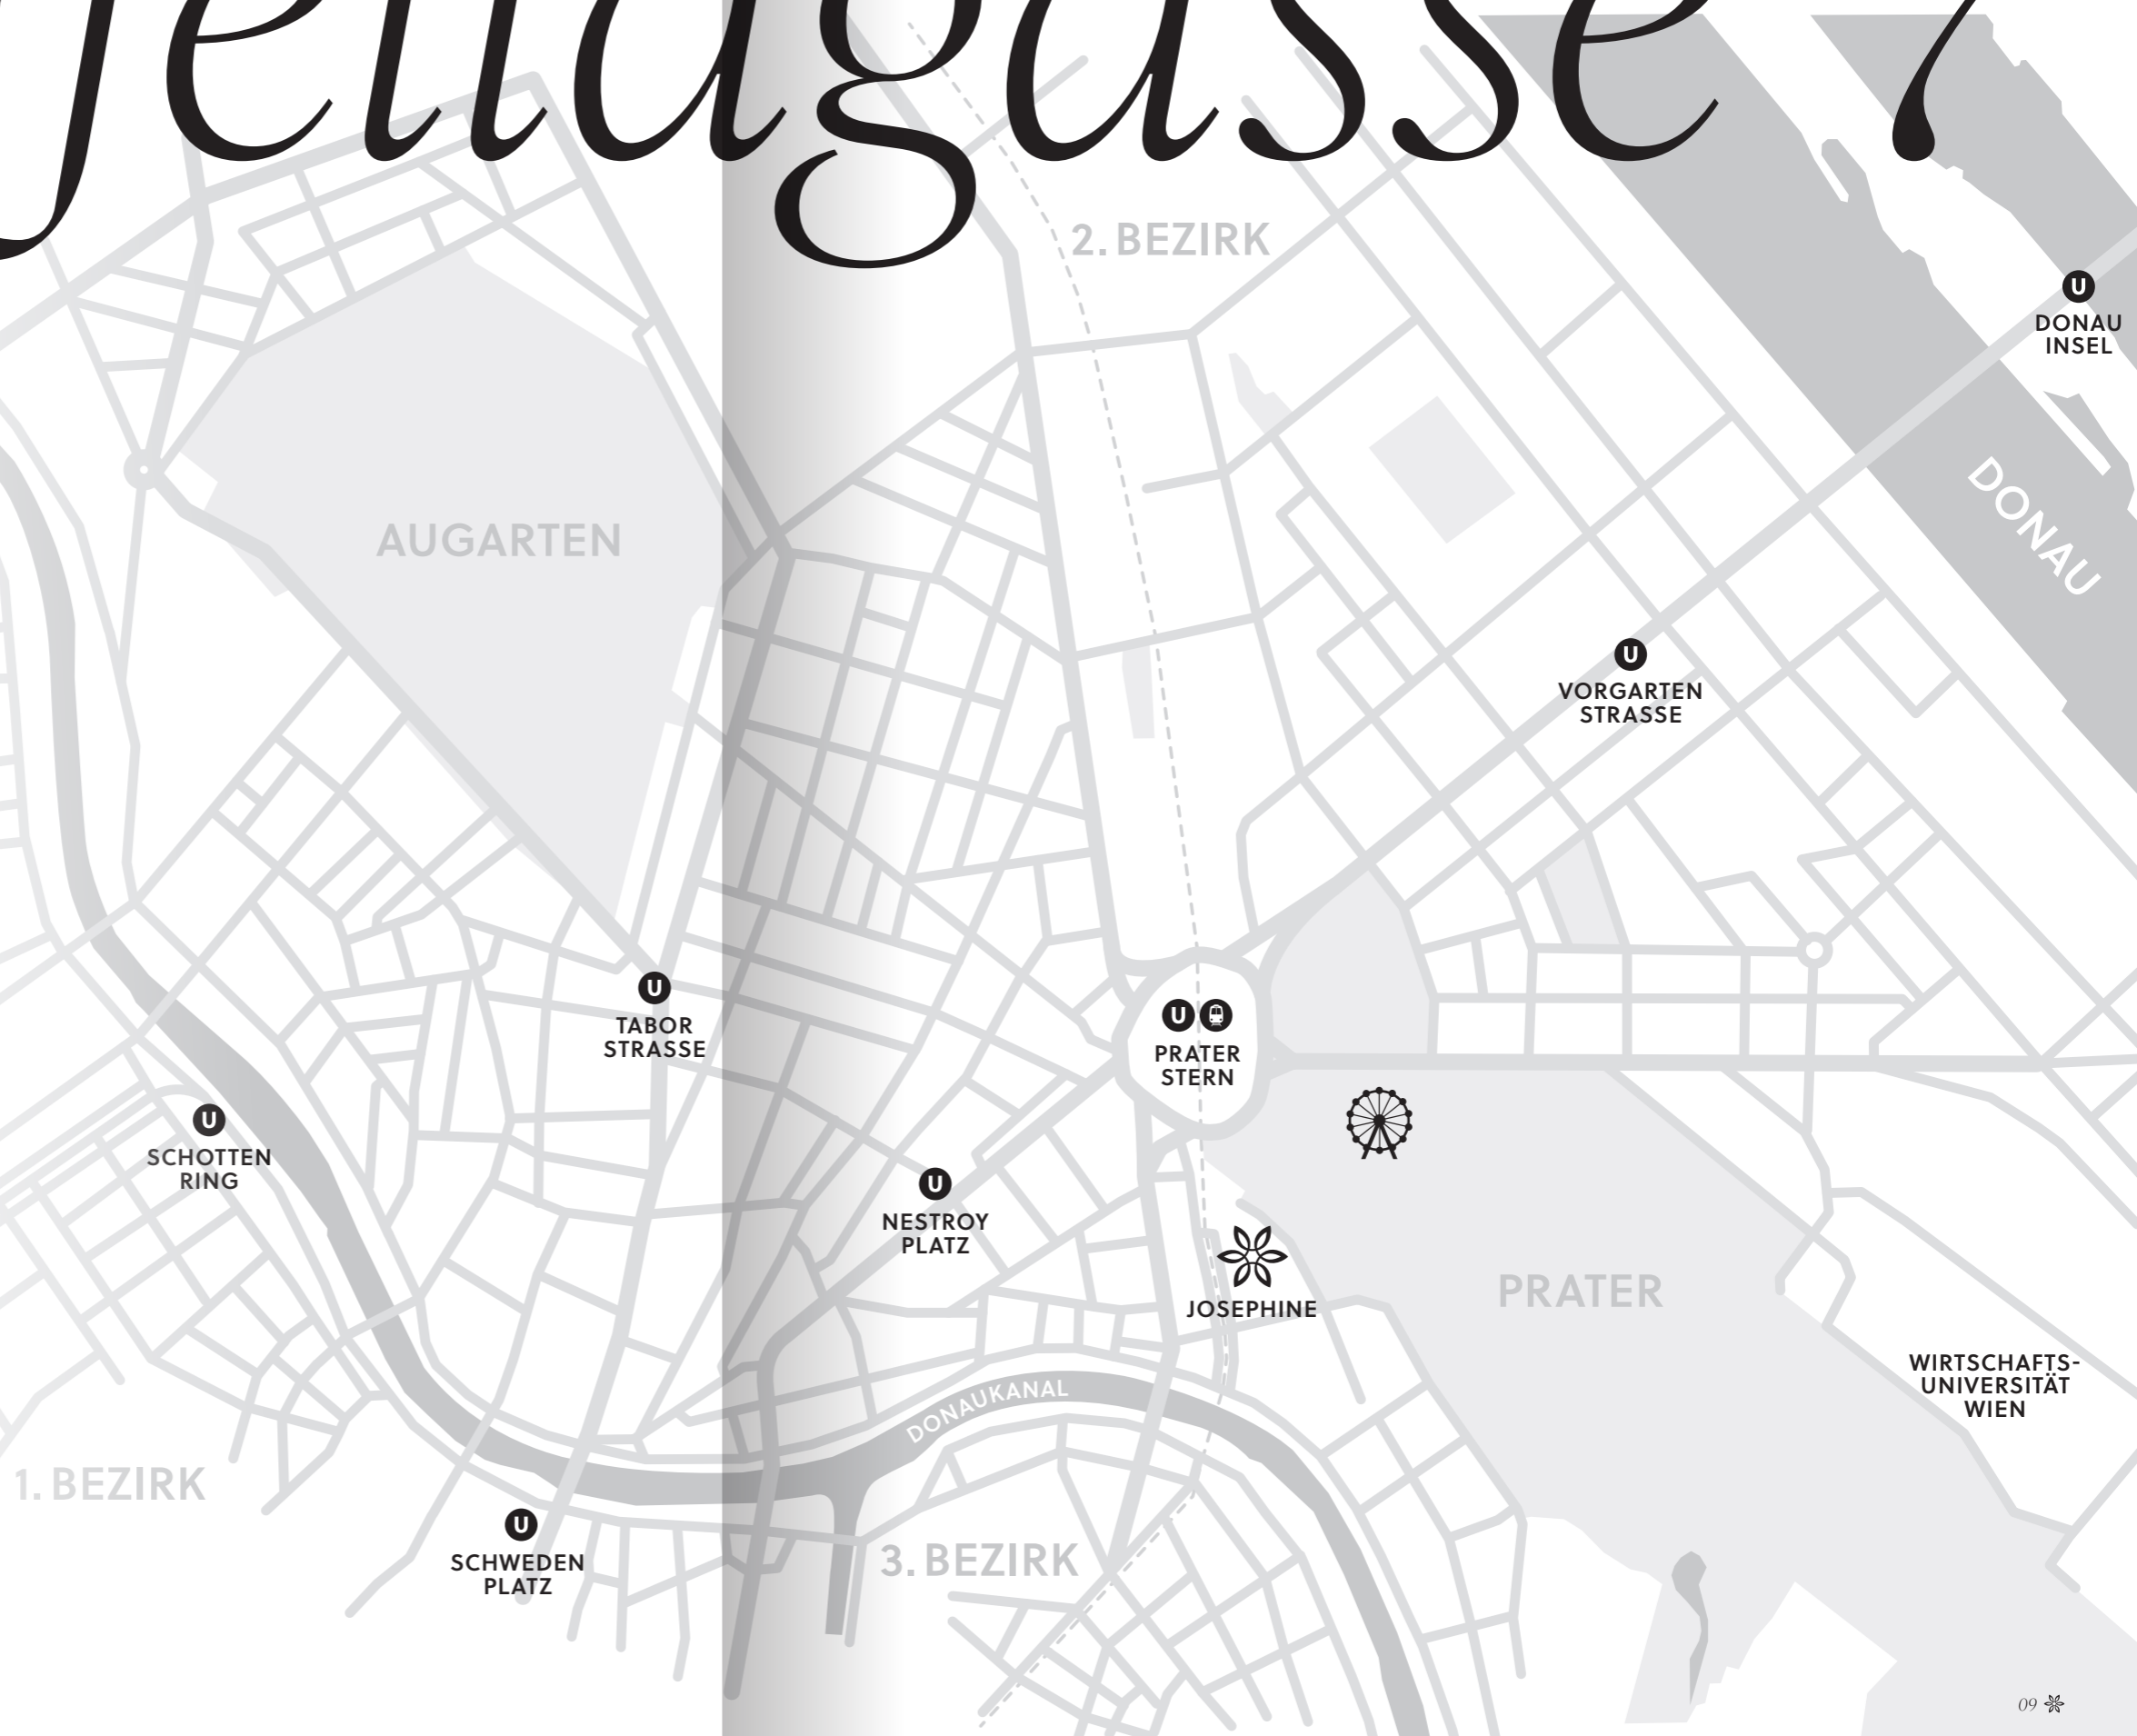 fellagasse 7
2. BEZIRK
U
DONAU
INSEL
DONAU
AUGARTEN
U
VORGARTEN
STRASSE
U
TABOR
STRASSE
U
PRATER
STERN
U
SCHOTTEN
RING
U
NESTROY
PLATZ
JOSEPHINE
PRATER
WIRTSCHAFTS-
UNIVERSITÄT
WIEN
DONAUKANAL
1. BEZIRK
U
SCHWEDEN
PLATZ
3. BEZIRK
09